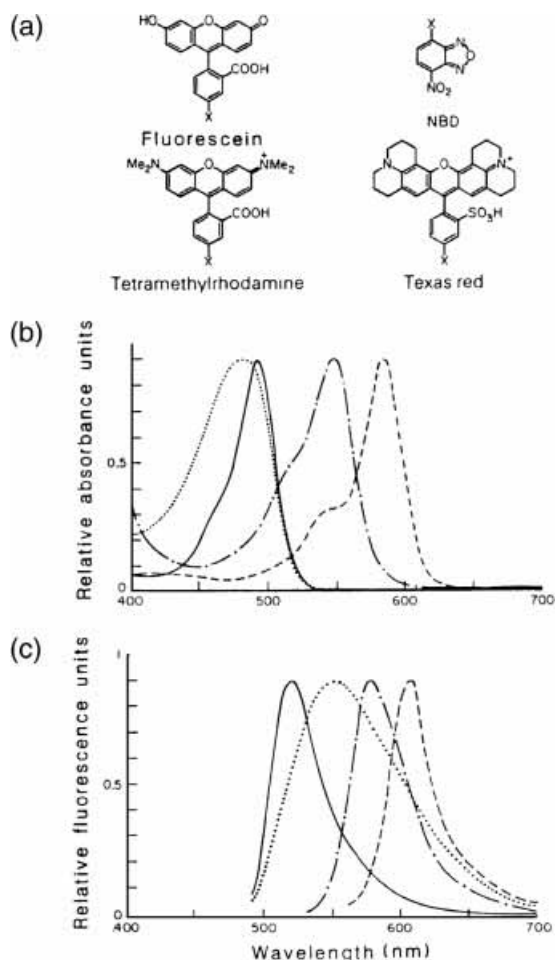 (a)
HO O O
COOH
X
Fluorescein
X
N
O
N
NO₂
NBD
Me₂N O N⁺Me₂
COOH
X
Tetramethylrhodamine
N O N⁺
SO₃H
X
Texas red
(b)
Relative absorbance units
0.5
0
400 500 600 700
(c)
Relative fluorescence units
1
0.5
0
400 500 600 700
Wavelength (nm)